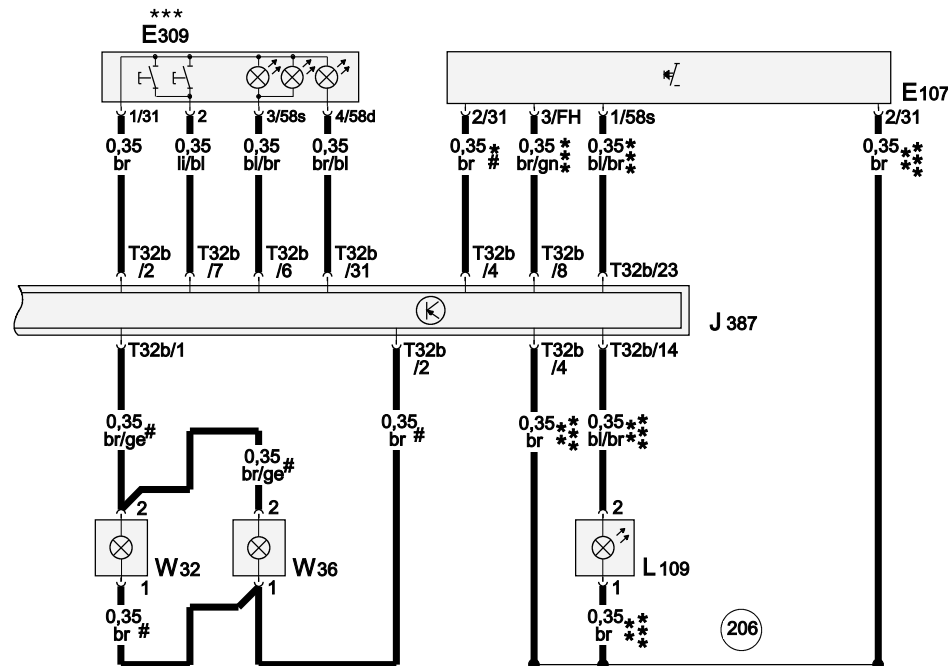 ***
E309
E107
1/31
2
3/58s
4/58d
2/31
3/FH
1/58s
2/31
0,35
br
0,35
li/bl
0,35
bl/br
0,35
br/bl
0,35
br
*
#
0,35
br/gn
***
0,35
bl/br
***
0,35
br
***
***
T32b
/2
T32b
/7
T32b
/6
T32b
/31
T32b
/4
T32b
/8
T32b/23
J 387
T32b/1
T32b
/2
T32b
/4
T32b/14
0,35
br/ge#
0,35
br/ge#
0,35
br #
0,35
br
***
***
0,35
bl/br
***
***
2
2
2
W32
W36
L 109
1
1
1
0,35
br #
0,35
br
***
***
206